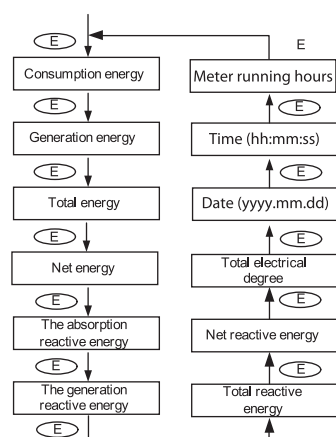 E
E
Consumption energy
Meter running hours
E
E
Generation energy
Time (hh:mm:ss)
E
E
Total energy
Date (yyyy.mm.dd)
E
E
Net energy
Total electrical
degree
E
E
The absorption
reactive energy
Net reactive energy
E
E
The generation
reactive energy
Total reactive
energy
E